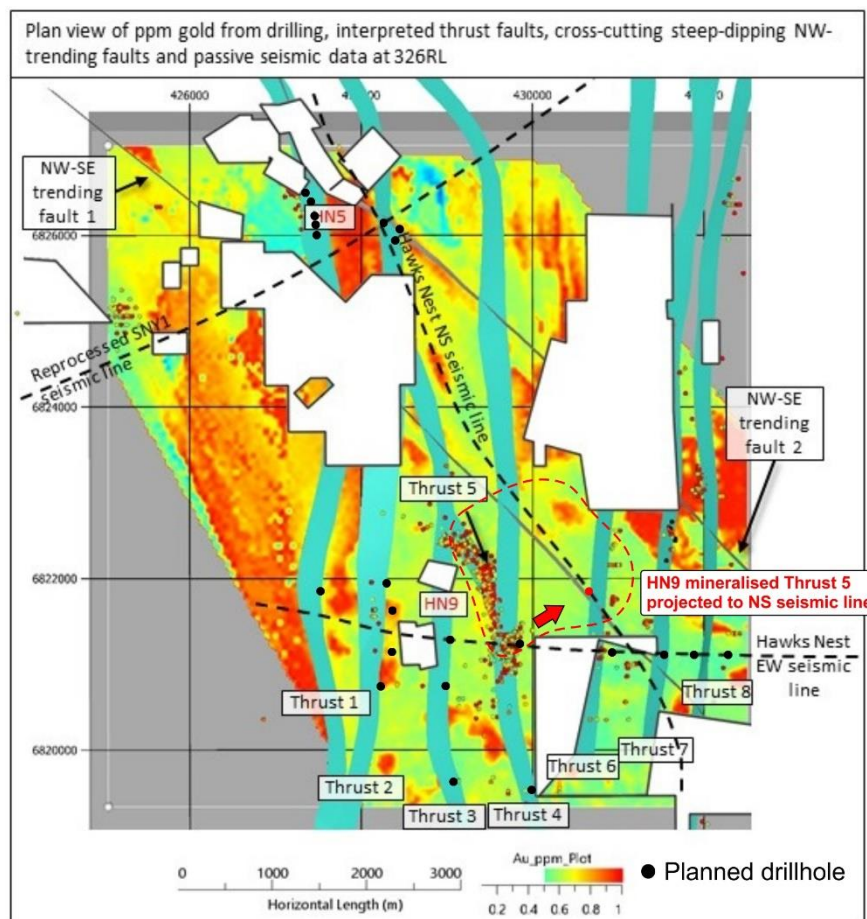 Plan view of ppm gold from drilling, interpreted thrust faults, cross-cutting steep-dipping NW-
trending faults and passive seismic data at 326RL
426000
430000
NW-SE
trending
fault 1
HN5
6826000
Hawks Nest NS seismic line
Reprocessed SNY1
seismic line
6824000
NW-SE
trending
fault 2
Thrust 5
6822000
HN9
HN9 mineralised Thrust 5
projected to NS seismic line
Hawks Nest
EW seismic
line
Thrust 1
Thrust 8
6820000
Thrust 7
Thrust 6
Thrust 2
Thrust 3
Thrust 4
Au_ppm_Plot
Planned drillhole
0 1000 2000 3000
Horizontal Length (m)
0.2 0.4 0.6 0.8 1